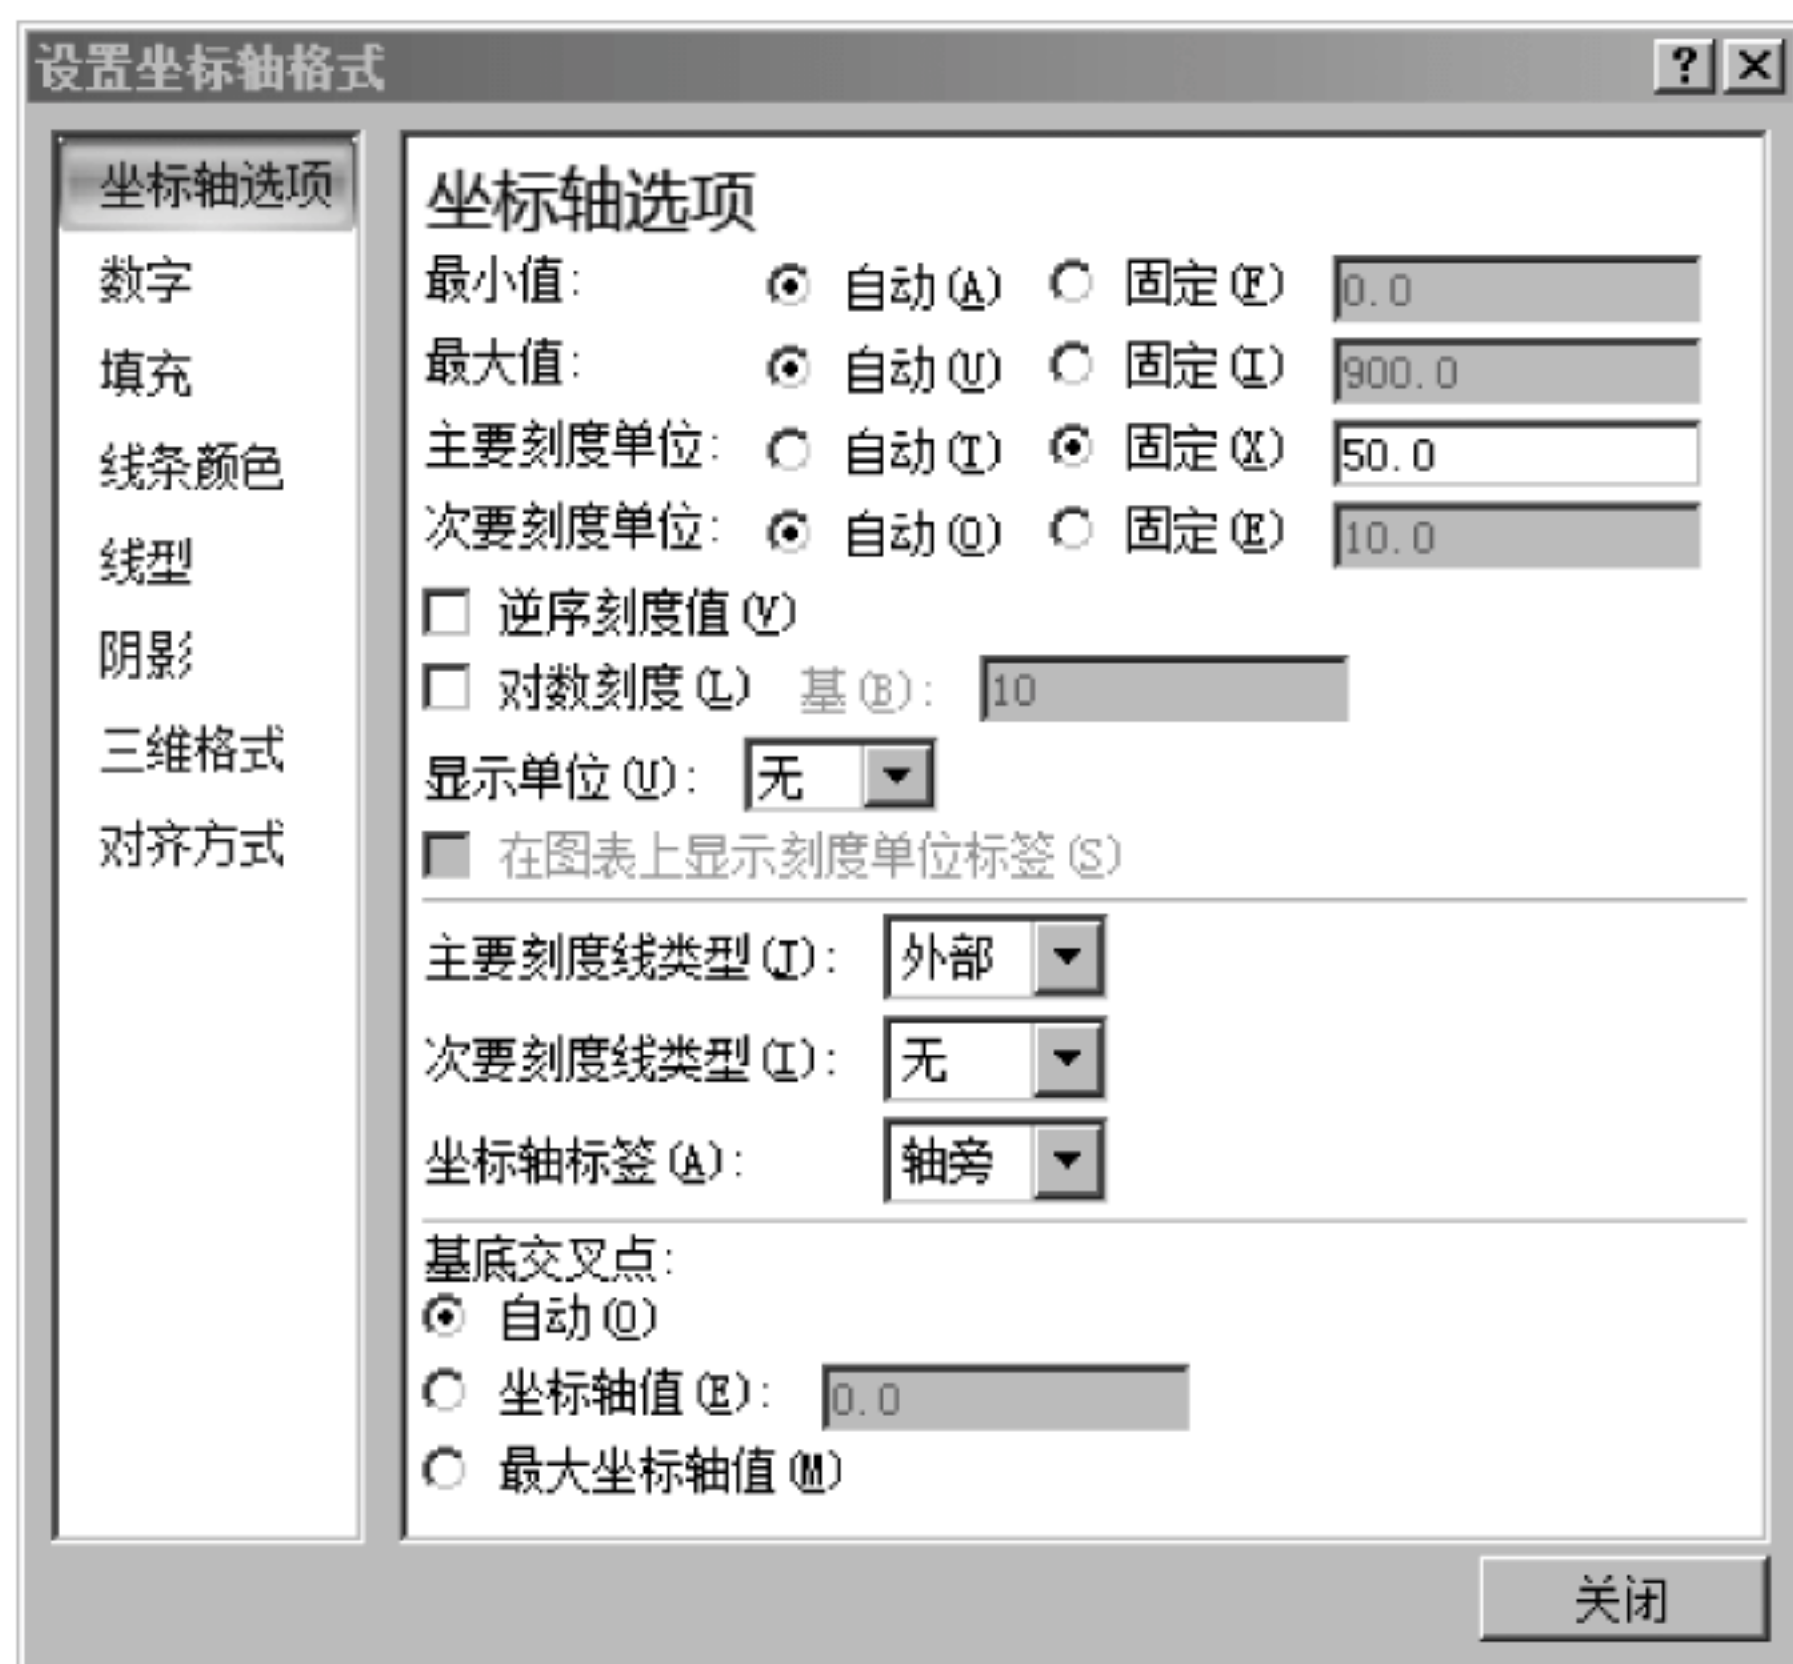 设置坐标轴格式
坐标轴选项
数字
填充
线条颜色
线型
阴影
三维格式
对齐方式
坐标轴选项
最小值: 自动(A) 固定(F) 0.0
最大值: 自动(U) 固定(I) 900.0
主要刻度单位: 自动(T) 固定(X) 50.0
次要刻度单位: 自动(O) 固定(E) 10.0
逆序刻度值(V)
对数刻度(L) 基(B): 10
显示单位(U): 无
在图表上显示刻度单位标签(S)
主要刻度线类型(J): 外部
次要刻度线类型(I): 无
坐标轴标签(A): 轴旁
基底交叉点:
自动(O)
坐标轴值(E): 0.0
最大坐标轴值(M)
关闭